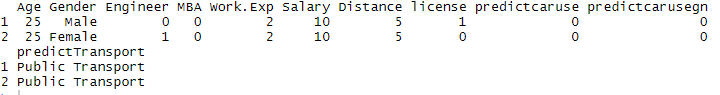 Age Gender Engineer MBA Work.Exp Salary Distance license predictcaruse predictcarusegn
1 25 Male 0 0 2 10 5 1 0 0
2 25 Female 1 0 2 10 5 0 0 0
predictTransport
1 Public Transport
2 Public Transport